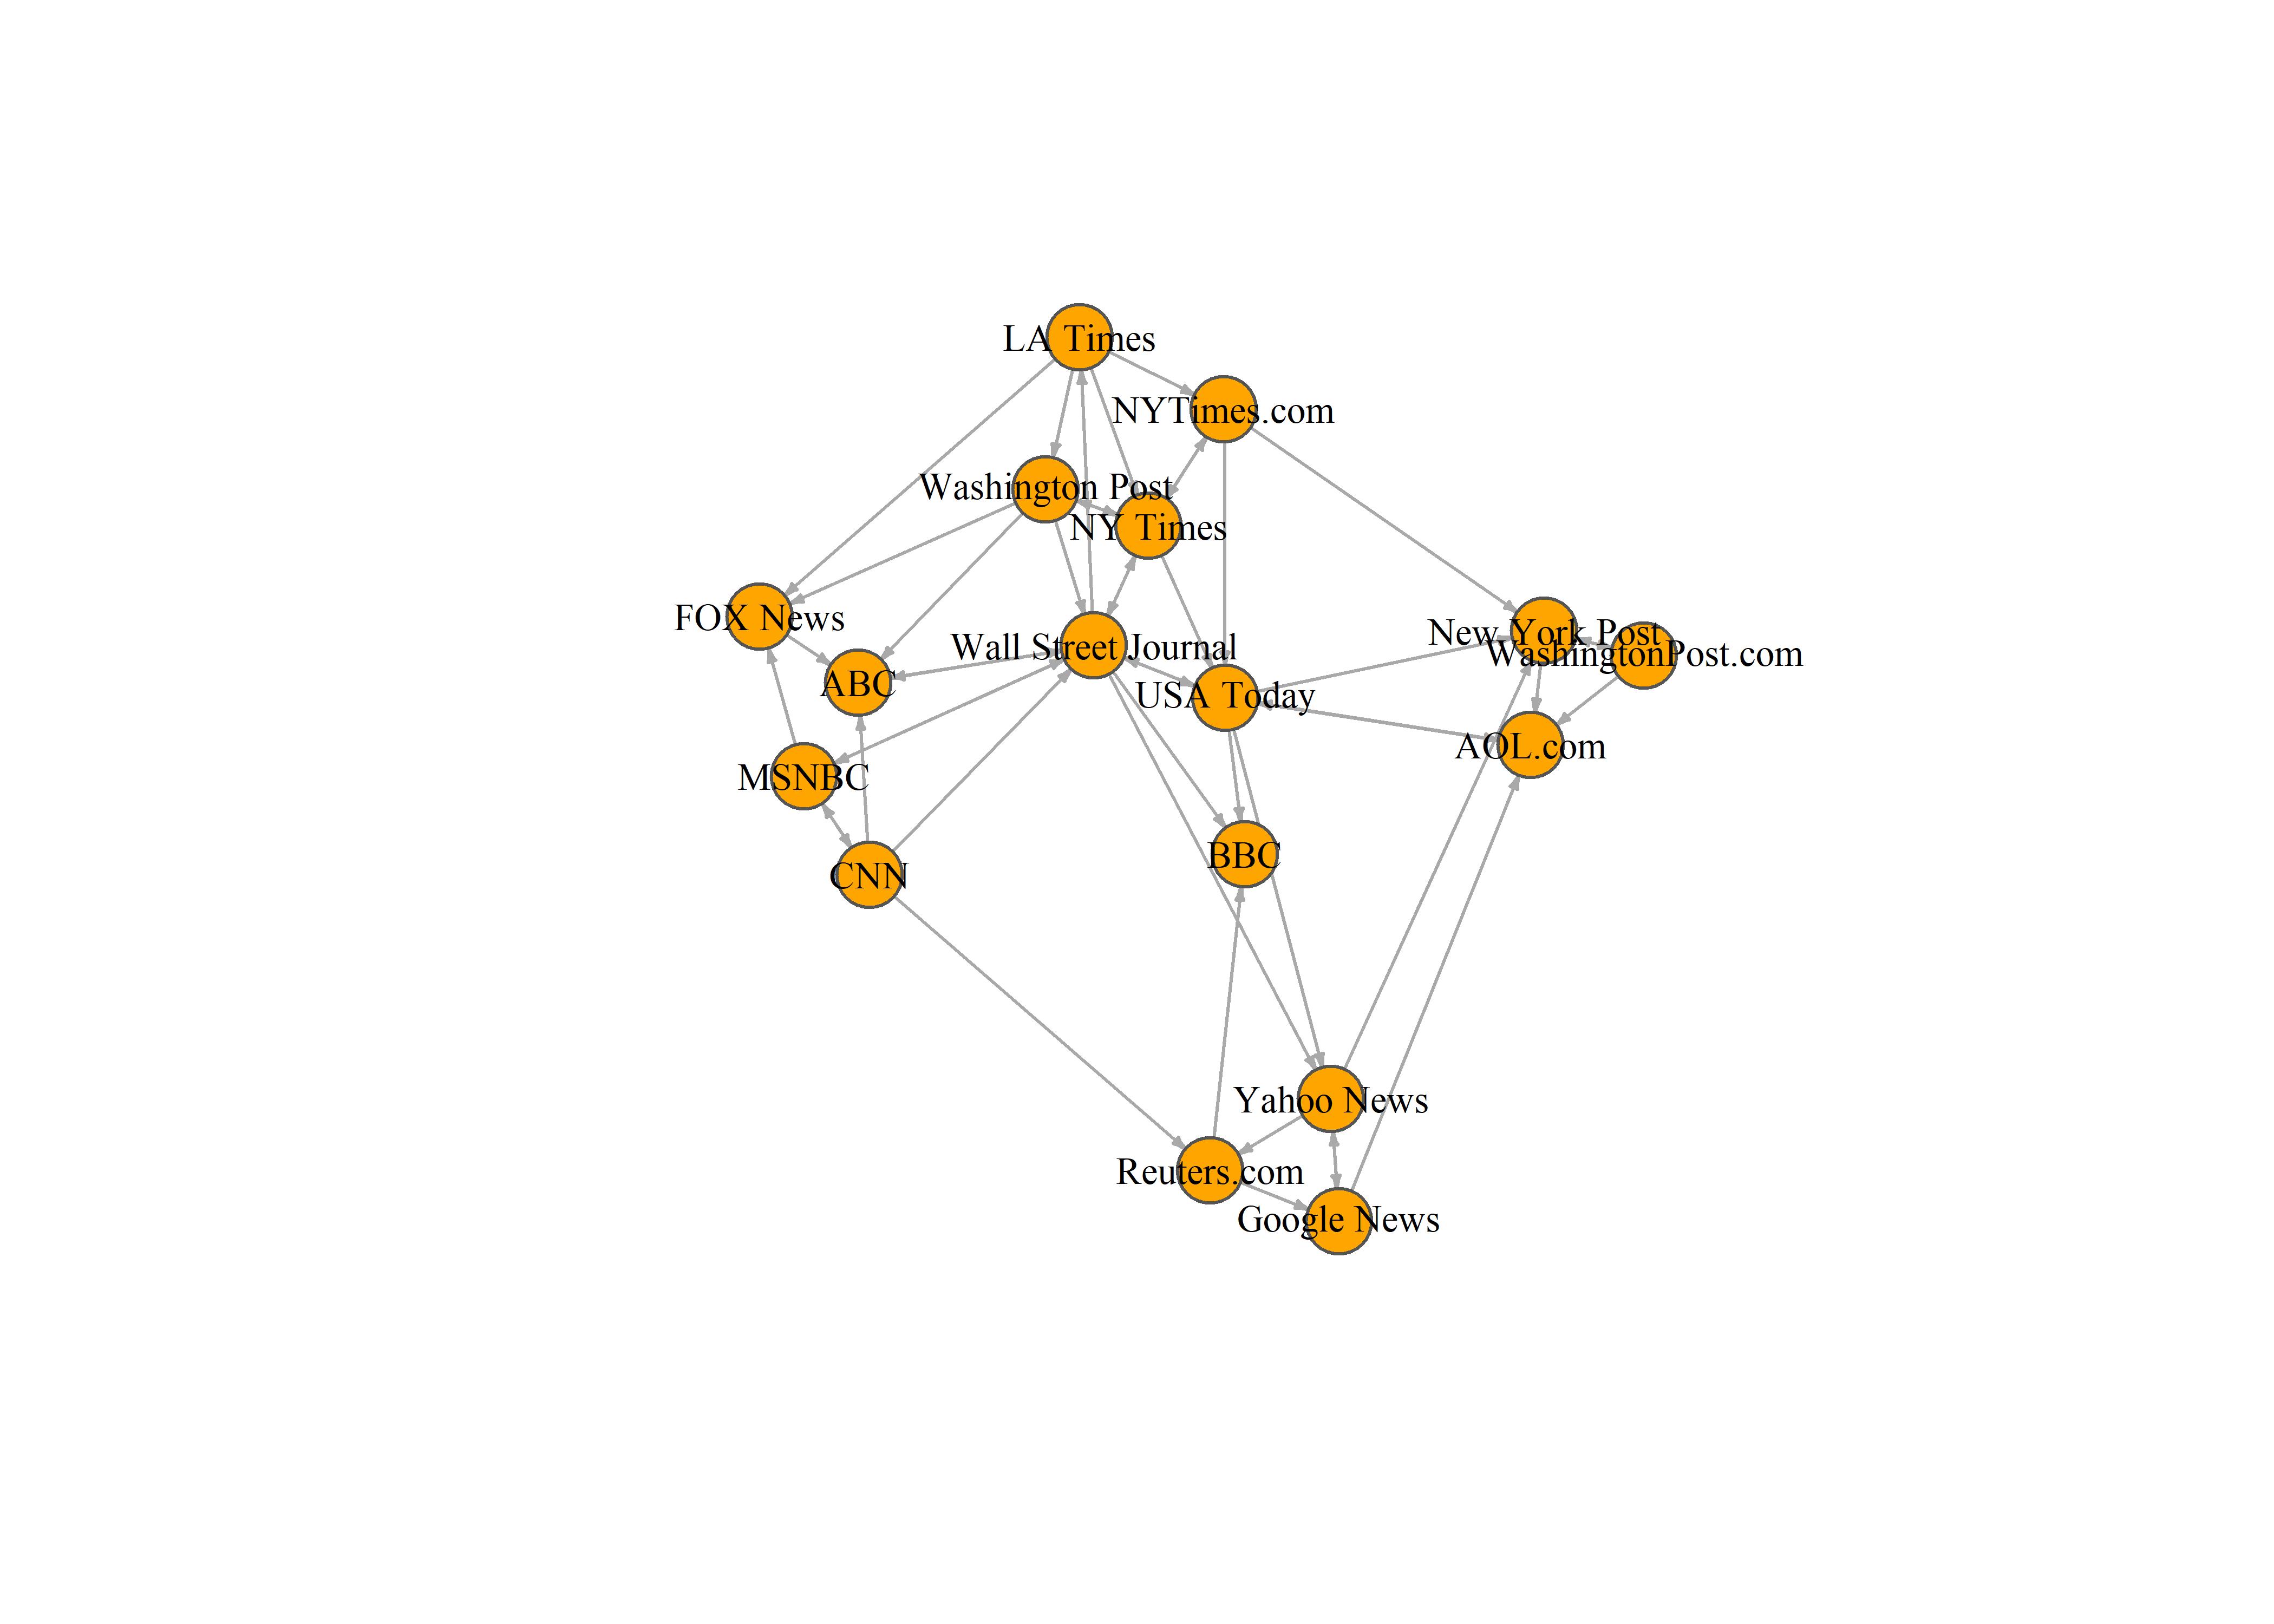 LA Times
NYTimes.com
Washington Post
NY Times
FOX News
Wall Street Journal
New York Post
WashingtonPost.com
ABC
USA Today
AOL.com
MSNBC
BBC
CNN
Yahoo News
Reuters.com
Google News